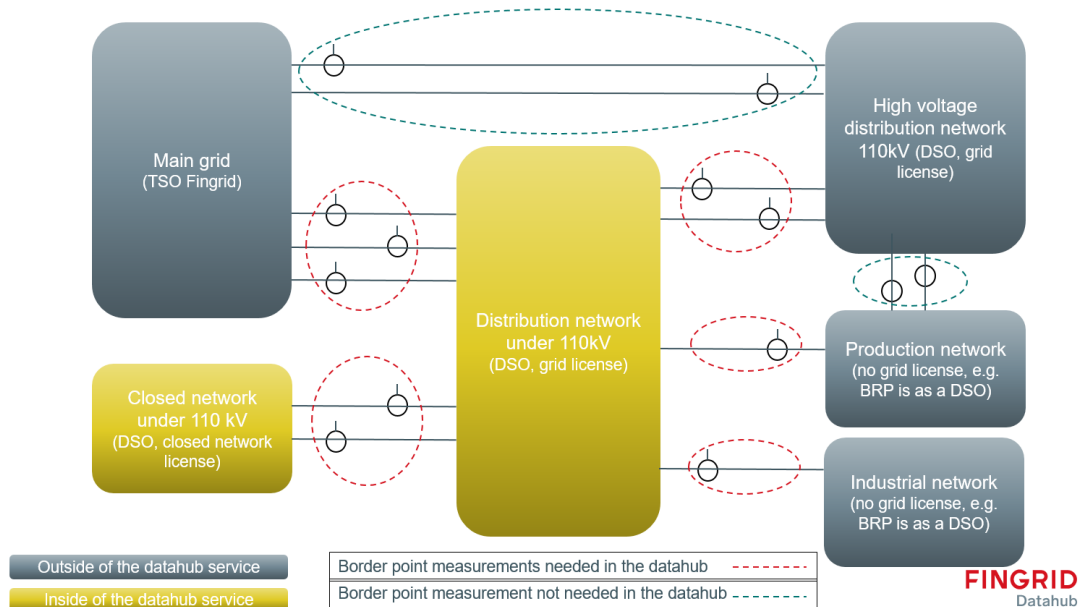 Main grid
(TSO Fingrid)
High voltage
distribution network
110kV (DSO, grid
license)
Distribution network
under 110kV
(DSO, grid license)
Closed network
under 110 kV
(DSO, closed network
license)
Production network
(no grid license, e.g.
BRP is as a DSO)
Industrial network
(no grid license, e.g.
BRP is as a DSO)
Outside of the datahub service
Inside of the datahub service
Border point measurements needed in the datahub
Border point measurement not needed in the datahub
FINGRID
Datahub